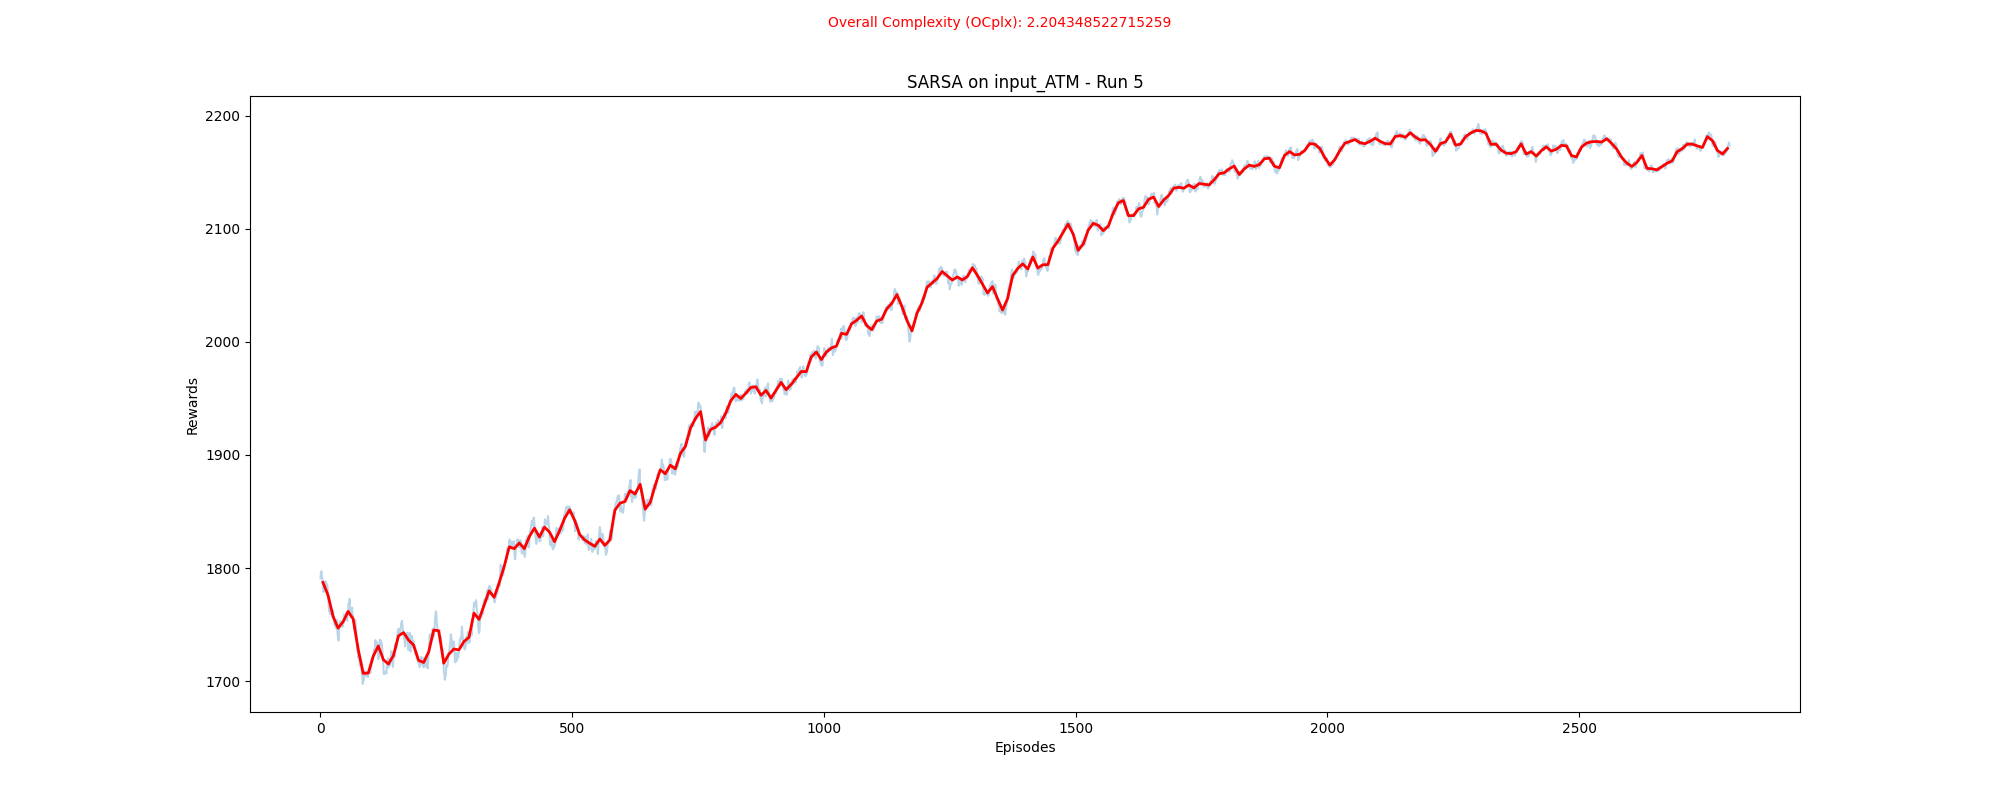 Overall Complexity (OCplx): 2.204348522715259
SARSA on input_ATM - Run 5
2200
2100
2000
1900
1800
1700
Rewards
0 500 1000 1500 2000 2500
Episodes